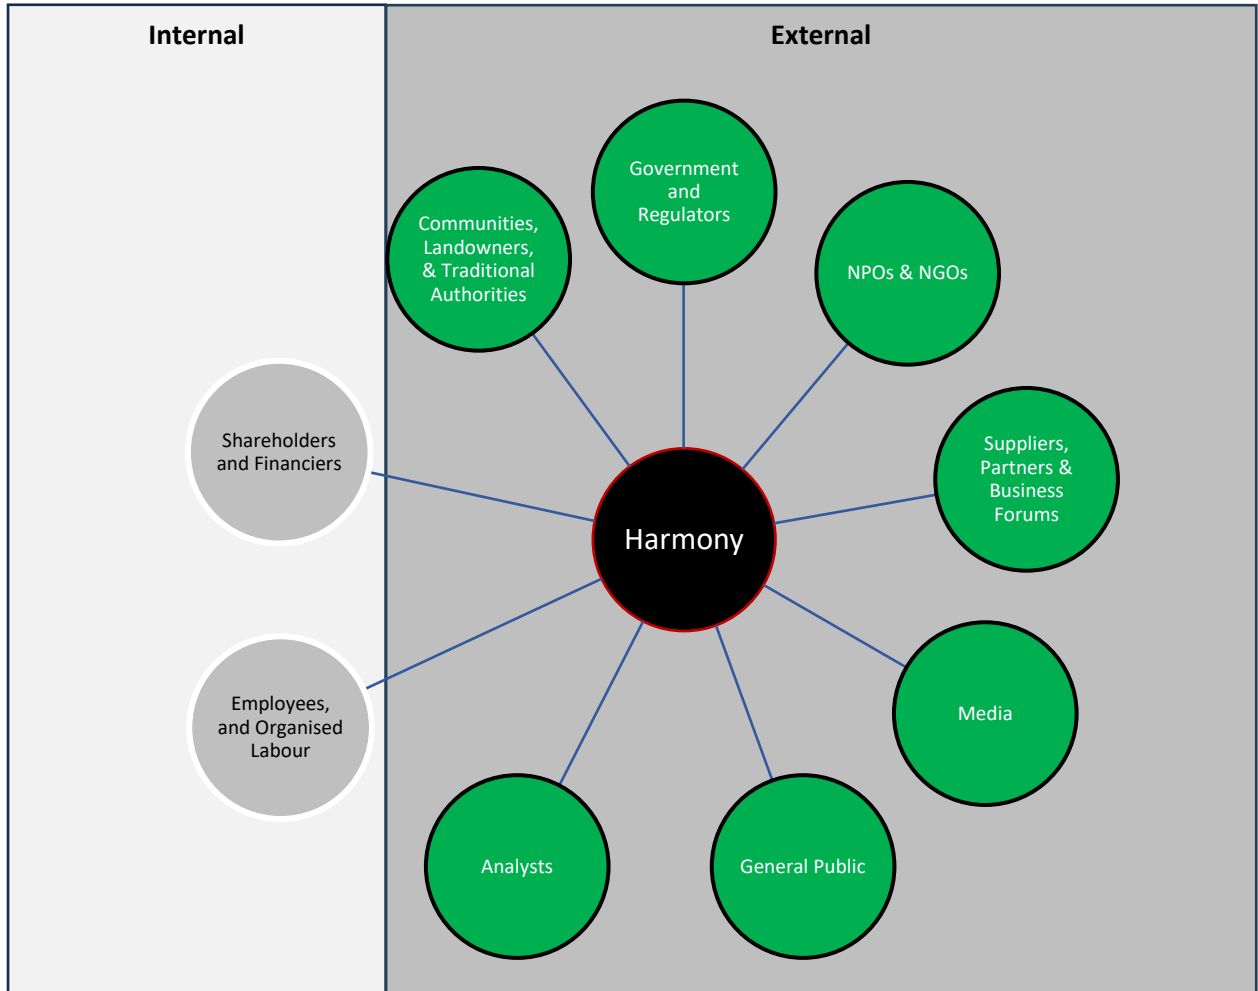 Internal
External
Government
and
Regulators
Communities,
Landowners,
& Traditional
Authorities
NPOs & NGOs
Shareholders
and Financiers
Suppliers,
Partners &
Business
Forums
Harmony
Employees,
and Organised
Labour
Media
Analysts
General Public